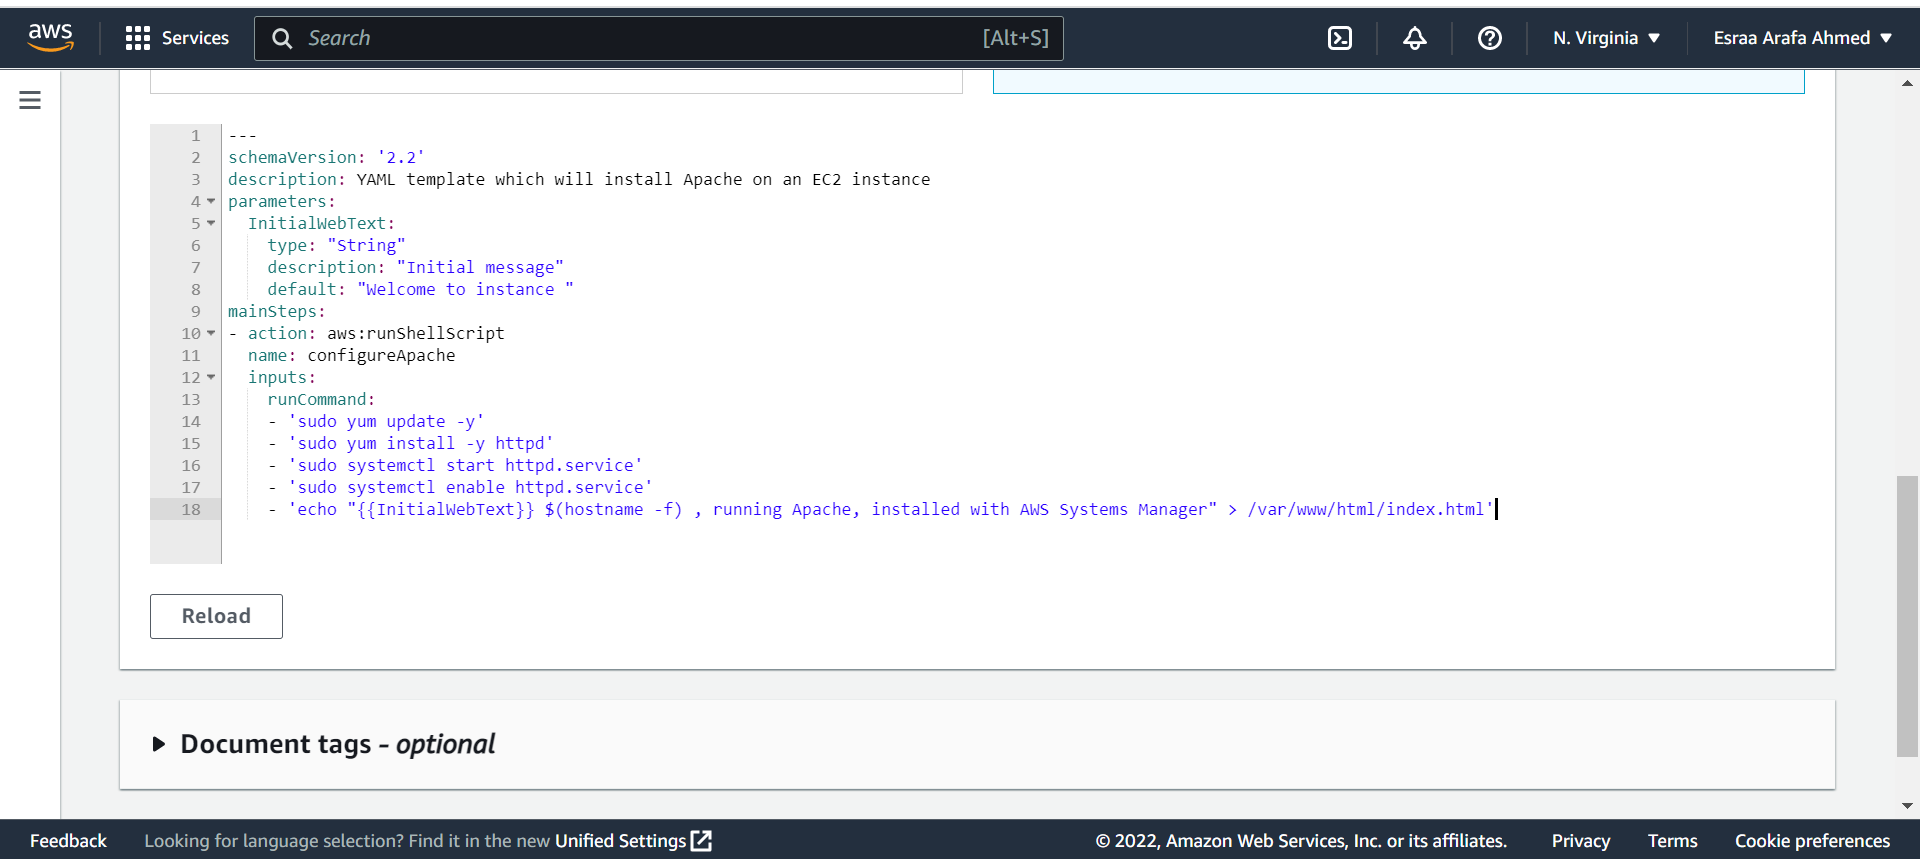 aws Services Search [Alt+S] N. Virginia Esraa Arafa Ahmed
1 ---
2 schemaVersion: '2.2'
3 description: YAML template which will install Apache on an EC2 instance
4 parameters:
5 InitialWebText:
6 type: "String"
7 description: "Initial message"
8 default: "Welcome to instance "
9 mainSteps:
10 - action: aws:runShellScript
11 name: configureApache
12 inputs:
13 runCommand:
14 - 'sudo yum update -y'
15 - 'sudo yum install -y httpd'
16 - 'sudo systemctl start httpd.service'
17 - 'sudo systemctl enable httpd.service'
18 - 'echo "{{InitialWebText}} $(hostname -f) , running Apache, installed with AWS Systems Manager" > /var/www/html/index.html'
Reload
Document tags - optional
Feedback Looking for language selection? Find it in the new Unified Settings © 2022, Amazon Web Services, Inc. or its affiliates. Privacy Terms Cookie preferences